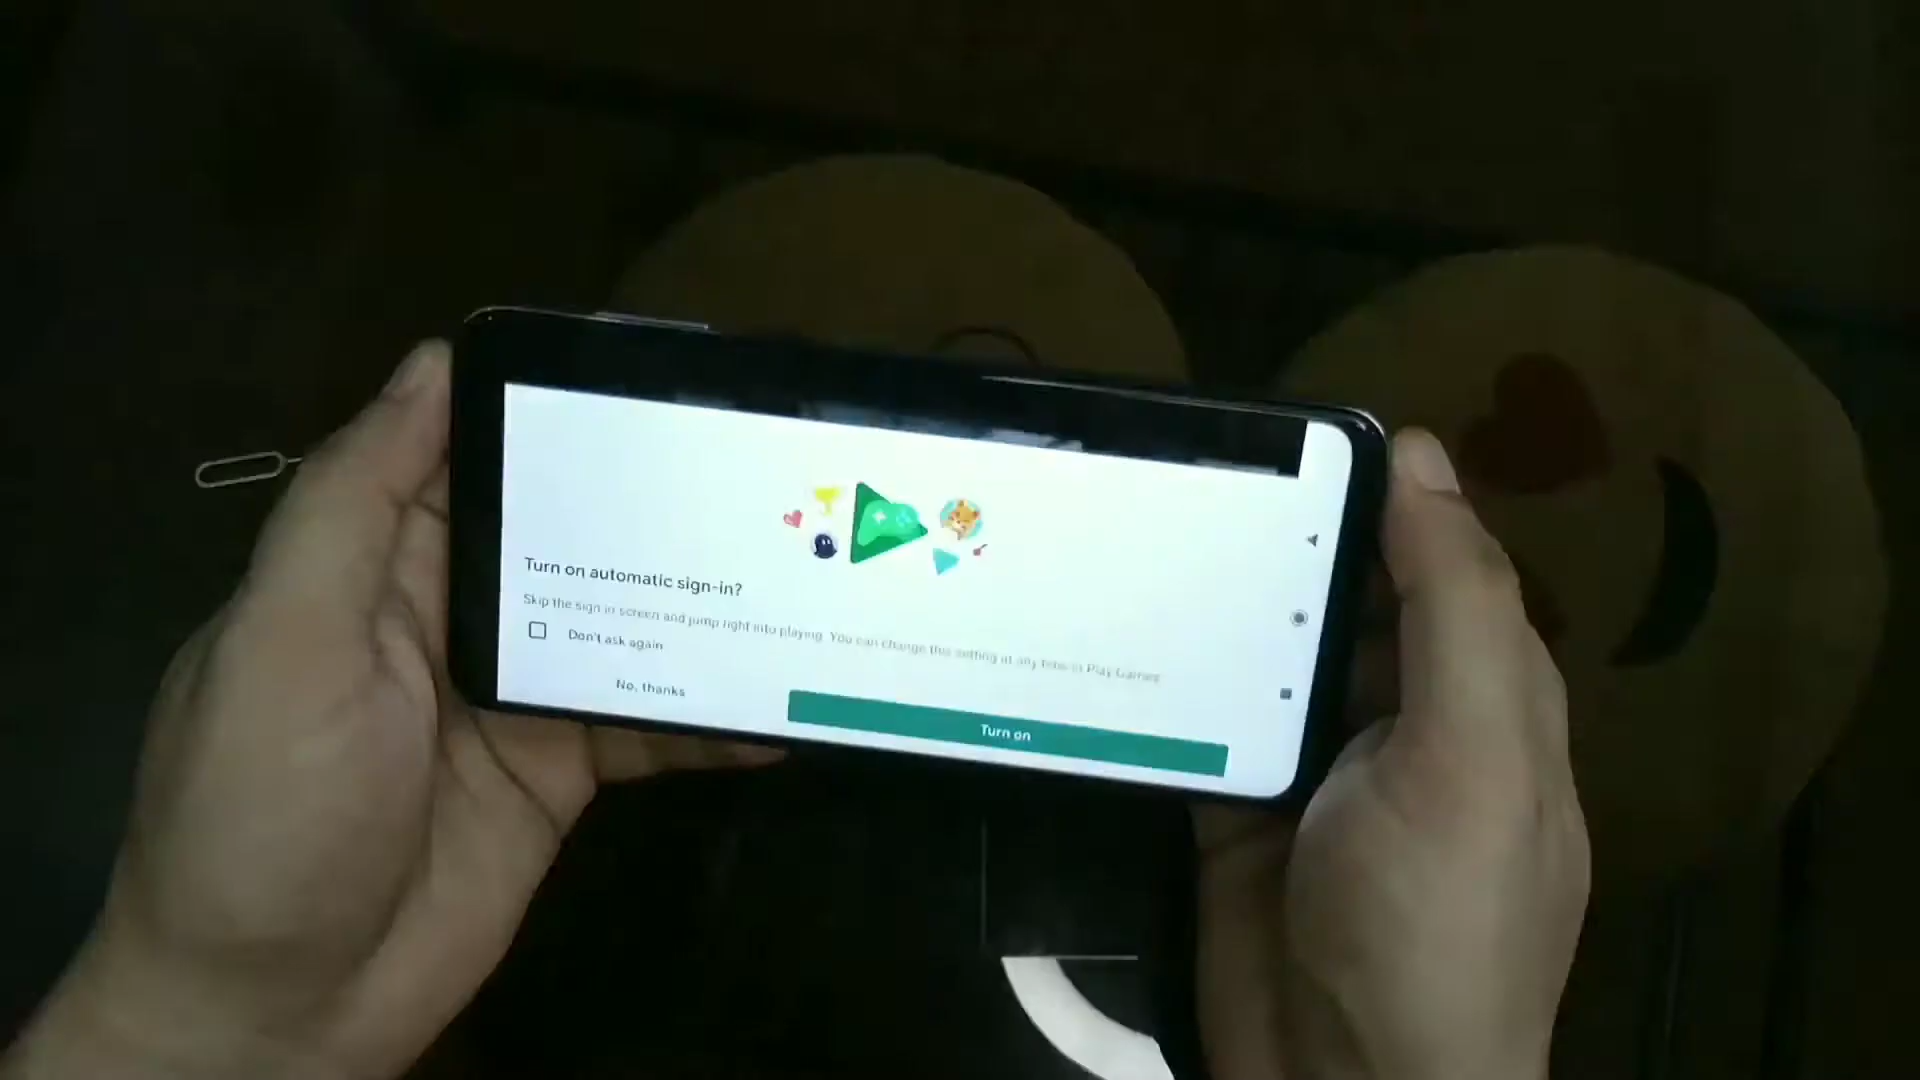 Turn on automatic sign-in?
Skip the sign in screen and jump right into playing. You can change this setting at any time in Play Games
Don't ask again
No, thanks
Turn on